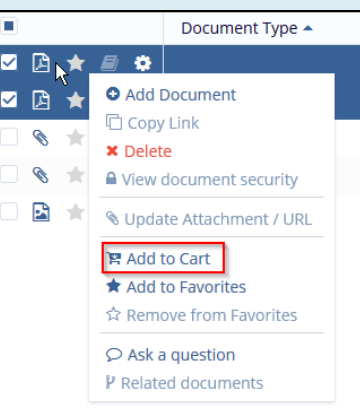 Document Type
Add Document
Copy Link
Delete
View document security
Update Attachment / URL
Add to Cart
Add to Favorites
Remove from Favorites
Ask a question
Related documents